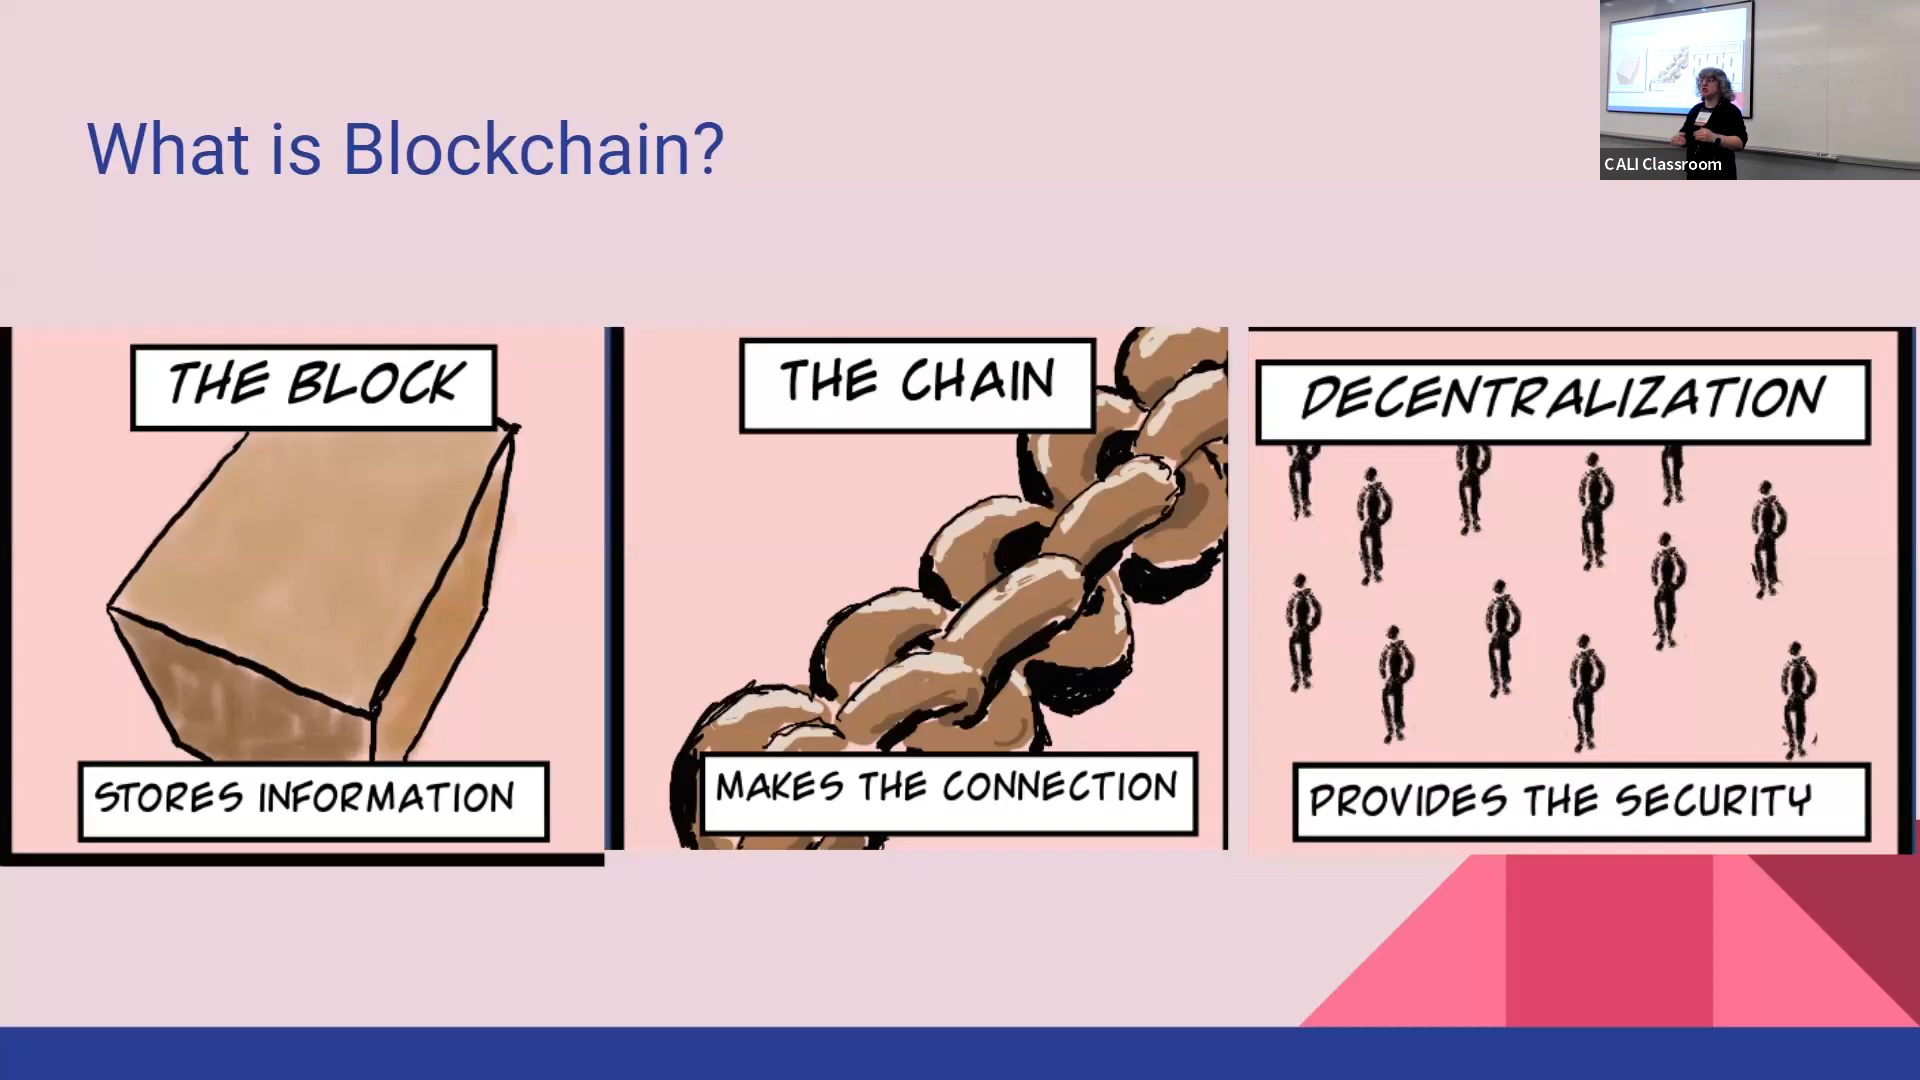 What is Blockchain?
CALI Classroom
THE BLOCK
STORES INFORMATION
THE CHAIN
MAKES THE CONNECTION
DECENTRALIZATION
PROVIDES THE SECURITY